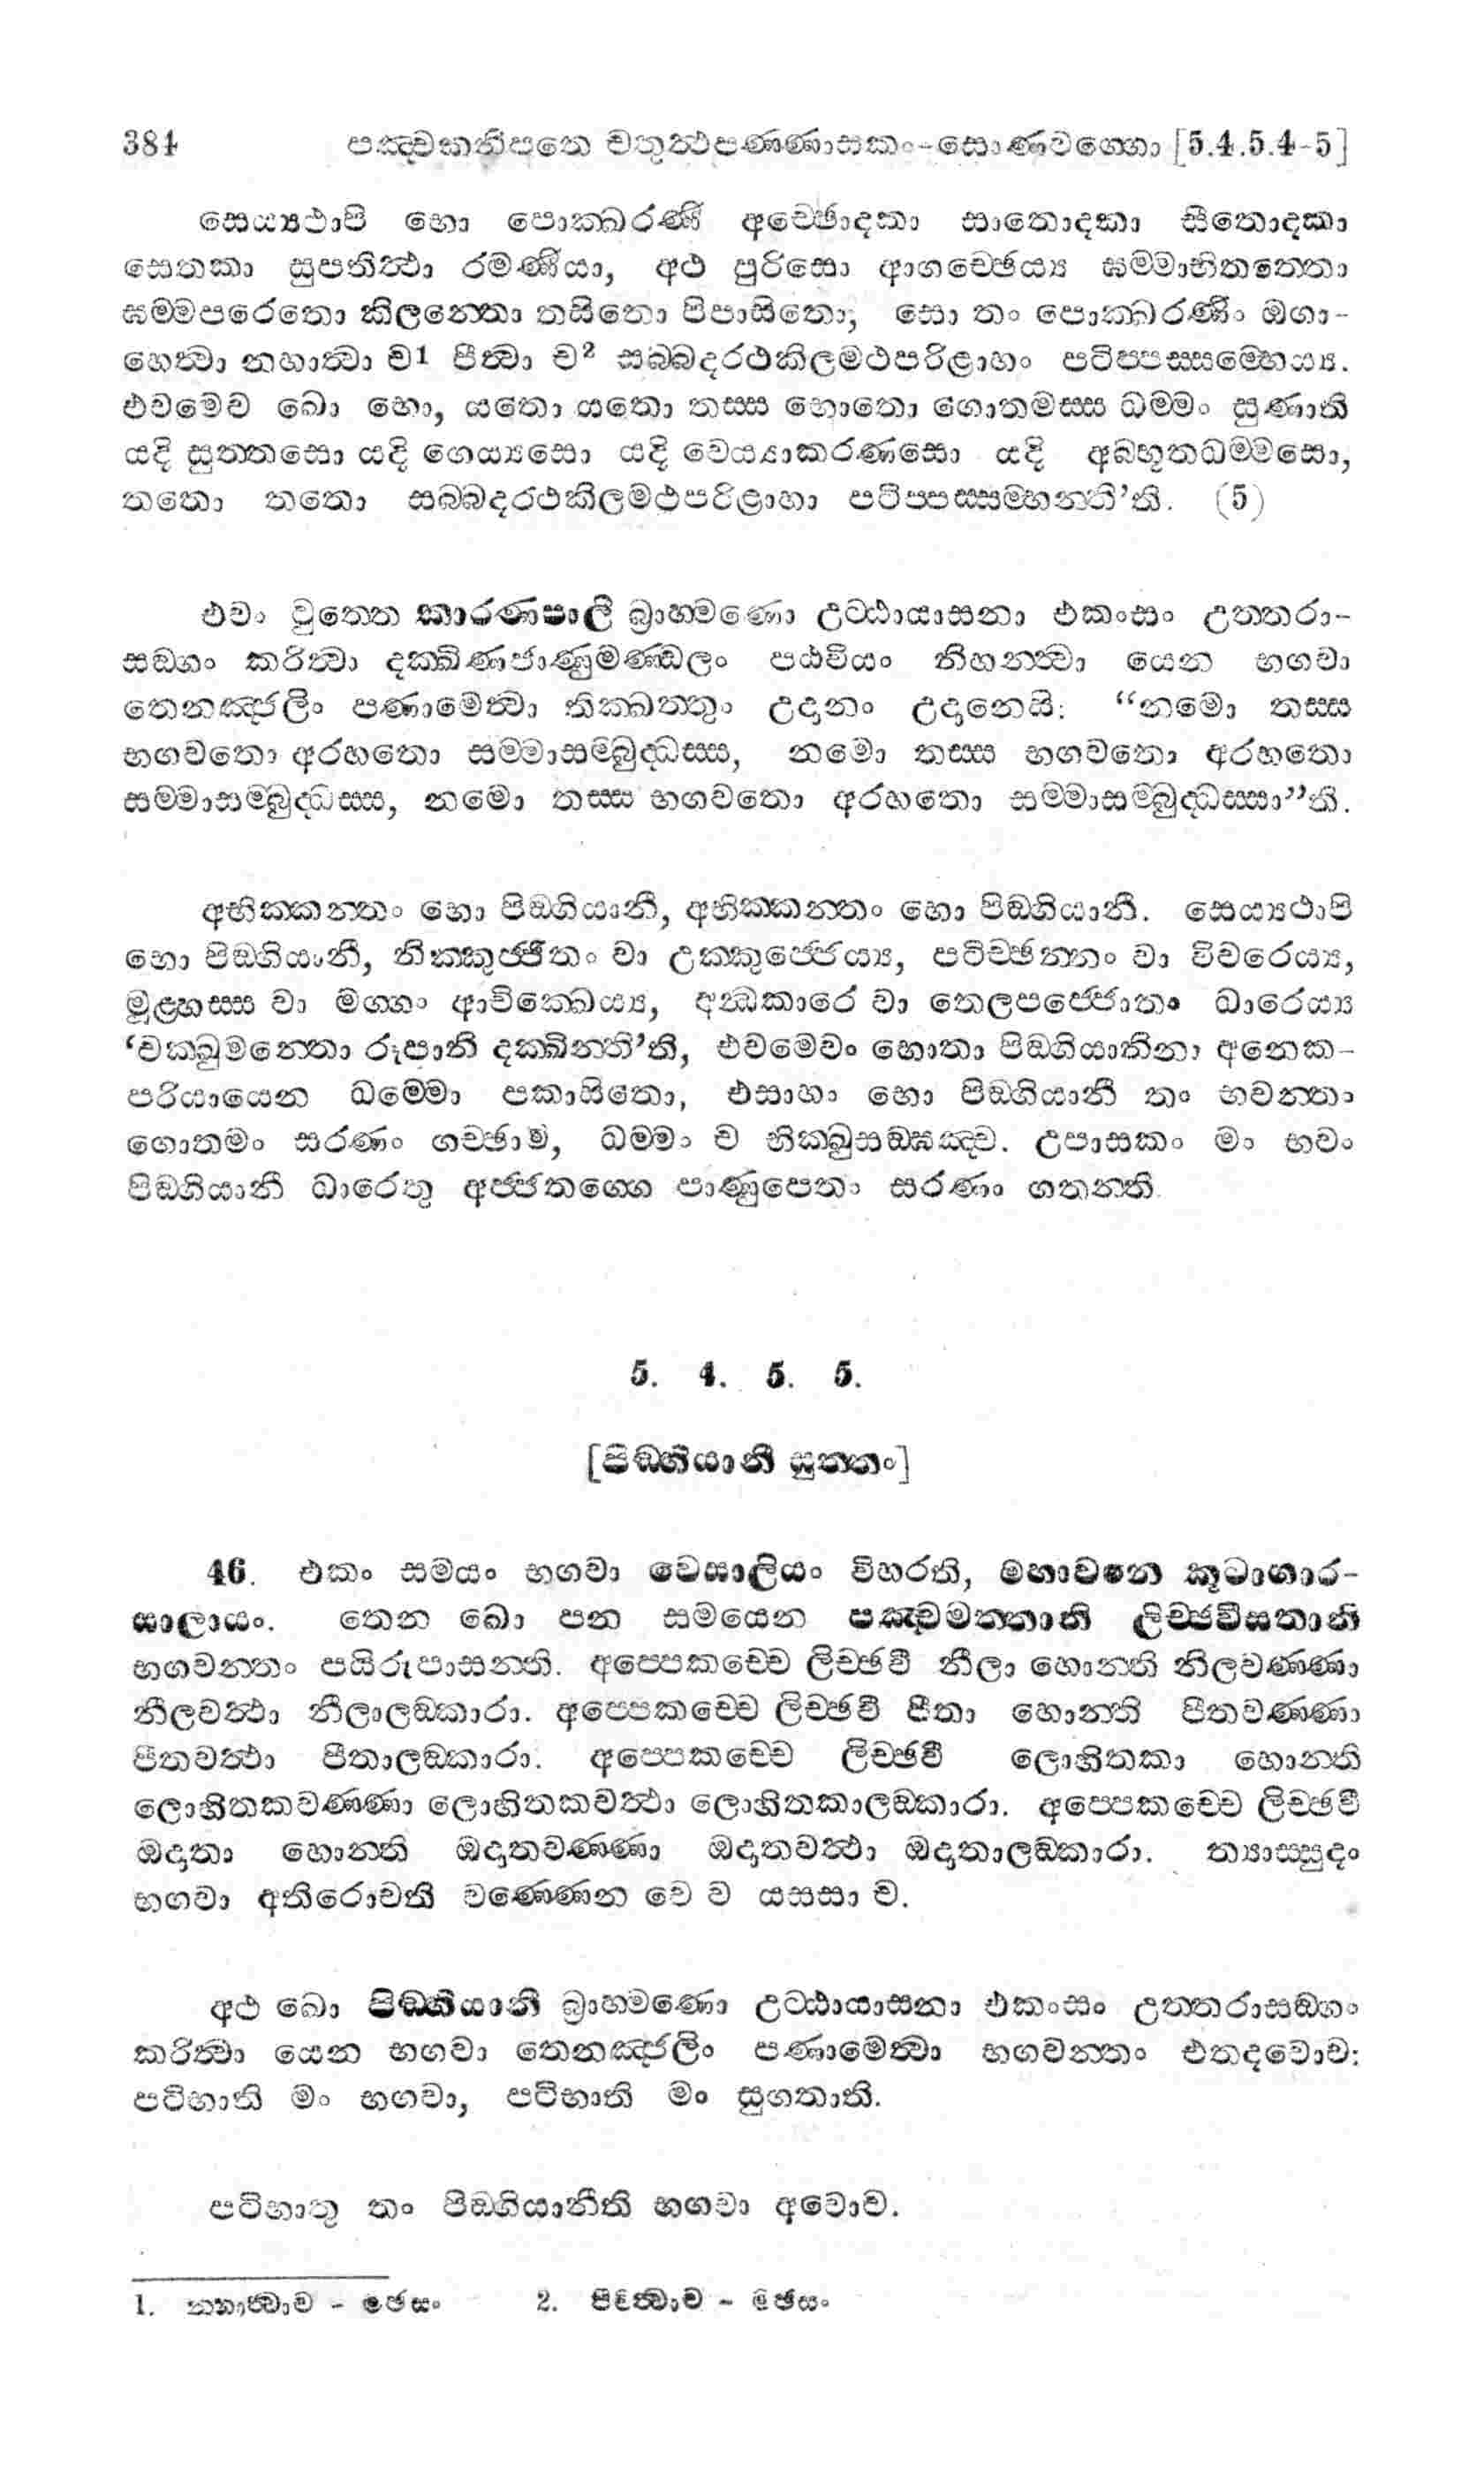 384 පඤ්චකනිපාතෙ චතුත්ථපණ්ණාසකං-සොණවග්ගො [5.4.5.4-5]
සෙය්‍යථාපි භො පොක්ඛරණී අච්ඡොදකා සාතොදකා සීතොදකා
සෙතකා සුපතිත්ථා රමණීයා, අථ පුරිසො ආගච්ඡෙය්‍ය ඝම්මාභිතත්තො
ඝම්මපරෙතො කිලන්තො තසිතො පිපාසිතො, සො තං පොක්ඛරණිං ඔගා-
හෙත්වා නහාත්වා ච1 පීත්වා ච2 සබ්බදරථකිලමථපරිළාහං පටිප්පස්සම්භෙය්‍ය.
එවමෙව ඛො භො, යතො යතො තස්ස භොතො ගොතමස්ස ධම්මං සුණාති
යදි සුත්තසො යදි ගෙය්‍යසො යදි වෙය්‍යාකරණසො යදි අබ්භූතධම්මසො,
තතො තතො සබ්බදරථකිලමථපරිළාහා පටිප්පස්සම්භන්ති’ති. (5)
එවං වුත්තෙ කාරණපාලී බ්‍රාහ්මණො උට්ඨායාසනා එකංසං උත්තරා-
සඞ්ගං කරිත්වා දක්ඛිණජාණුමණ්ඩලං පඨවියං නිහන්ත්වා යෙන භගවා
තෙනඤ්ජලිං පණාමෙත්වා තික්ඛත්තුං උදානං උදානෙසි: “නමො තස්ස
භගවතො අරහතො සම්මාසම්බුද්ධස්ස, නමො තස්ස භගවතො අරහතො
සම්මාසම්බුද්ධස්ස, නමො තස්ස භගවතො අරහතො සම්මාසම්බුද්ධස්සා”ති.
අභික්කන්තං භො පිඞ්ගියානී, අභික්කන්තං භො පිඞ්ගියානී. සෙය්‍යථාපි
භො පිඞ්ගියානී, නික්කුජ්ජිතං වා උක්කුජ්ජෙය්‍ය, පටිච්ඡන්නං වා විවරෙය්‍ය,
මූළ්හස්ස වා මග්ගං ආචික්ඛෙය්‍ය, අන්ධකාරෙ වා තෙලපජ්ජොතං ධාරෙය්‍ය
‘චක්ඛුමන්තො රූපානි දක්ඛින්ති’ති, එවමෙවං භොතා පිඞ්ගියානිනා අනෙක-
පරියායෙන ධම්මො පකාසිතො, එසාහං භො පිඞ්ගියානී තං භවන්තං
ගොතමං සරණං ගච්ඡාමි, ධම්මං ච භික්ඛුසඞ්ඝඤ්ච. උපාසකං මං භවං
පිඞ්ගියානී ධාරෙතු අජ්ජතග්ගෙ පාණුපෙතං සරණං ගතන්ති.
5. 4. 5. 5.
[පිඞ්ගියානී සුත්තං]
46. එකං සමයං භගවා වෙසාලියං විහරති, මහාවනෙ කූටාගාර-
සාලායං. තෙන ඛො පන සමයෙන පඤ්චමත්තානි ලිච්ඡවීසතානි
භගවන්තං පයිරුපාසන්ති. අප්පෙකච්චෙ ලිච්ඡවී නීලා හොන්ති නීලවණ්ණා
නීලවත්ථා නීලාලඞ්කාරා. අප්පෙකච්චෙ ලිච්ඡවී පීතා හොන්ති පීතවණ්ණා
පීතවත්ථා පීතාලඞ්කාරා. අප්පෙකච්චෙ ලිච්ඡවී ලොහිතකා හොන්ති
ලොහිතකවණ්ණා ලොහිතකවත්ථා ලොහිතකාලඞ්කාරා. අප්පෙකච්චෙ ලිච්ඡවී
ඔදාතා හොන්ති ඔදාතවණ්ණා ඔදාතවත්ථා ඔදාතාලඞ්කාරා. ත්‍යාස්සුදං
භගවා අතිරොචති වණ්ණෙන චෙ ව යසසා ච.
අථ ඛො පිඞ්ගියානී බ්‍රාහ්මණො උට්ඨායාසනා එකංසං උත්තරාසඞ්ගං
කරිත්වා යෙන භගවා තෙනඤ්ජලිං පණාමෙත්වා භගවන්තං එතදවොච:
පටිභාති මං භගවා, පටිභාති මං සුගතාති.
පටිභාතු තං පිඞ්ගියානීති භගවා අවොච.
1. - මජසං 2. - මජසං